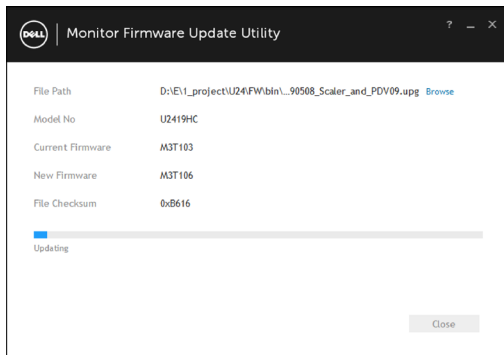 DELL Monitor Firmware Update Utility ? _ X
File Path D:\E\1_project\U24\FW\bin\...90508_Scaler_and_PDV09.upg Browse
Model No U2419HC
Current Firmware M3T103
New Firmware M3T106
File Checksum 0xB616
Updating
Close